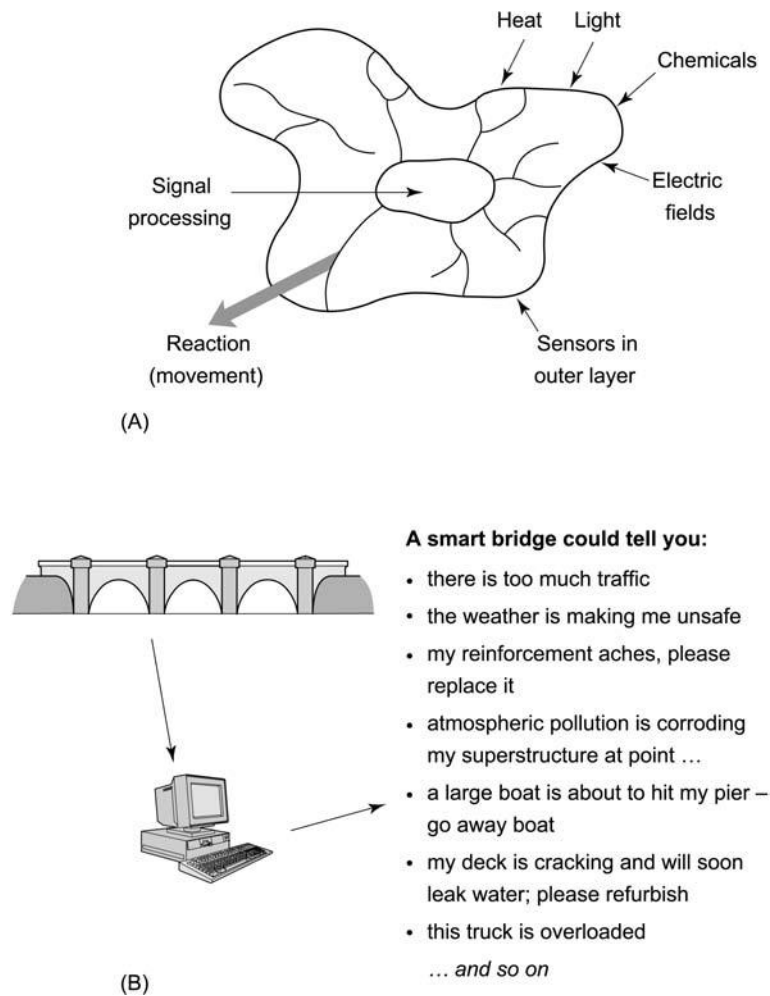 Heat
Light
Chemicals
Signal
processing
Electric
fields
Reaction
(movement)
Sensors in
outer layer
(A)
A smart bridge could tell you:
• there is too much traffic
• the weather is making me unsafe
• my reinforcement aches, please
replace it
• atmospheric pollution is corroding
my superstructure at point …
• a large boat is about to hit my pier –
go away boat
• my deck is cracking and will soon
leak water; please refurbish
• this truck is overloaded
… and so on
(B)